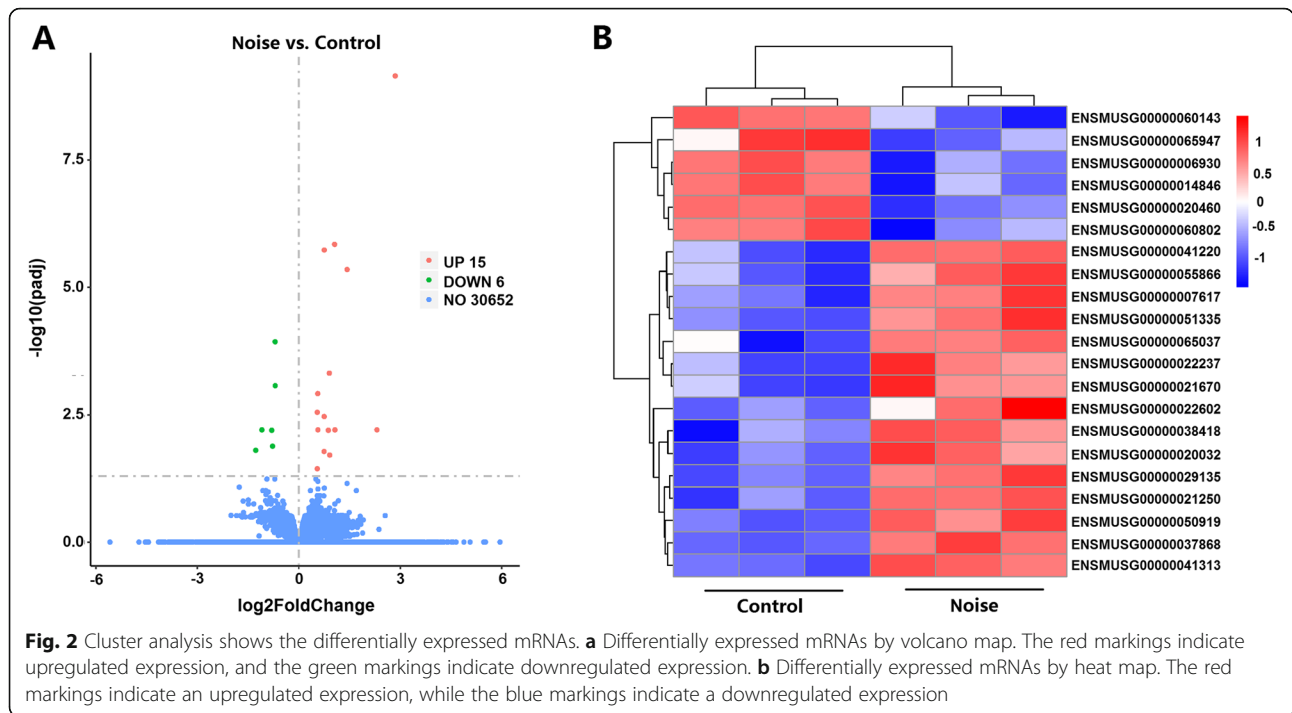 A
Noise vs. Control
-log10(padj)
7.5
5.0
2.5
0.0
-6 -3 0 3 6
log2FoldChange
UP 15
DOWN 6
NO 30652
B
ENSMUSG00000060143
ENSMUSG00000065947
ENSMUSG00000006930
ENSMUSG00000014846
ENSMUSG00000020460
ENSMUSG00000060802
ENSMUSG00000041220
ENSMUSG00000055866
ENSMUSG00000007617
ENSMUSG00000051335
ENSMUSG00000065037
ENSMUSG00000022237
ENSMUSG00000021670
ENSMUSG00000022602
ENSMUSG00000038418
ENSMUSG00000020032
ENSMUSG00000029135
ENSMUSG00000021250
ENSMUSG00000050919
ENSMUSG00000037868
ENSMUSG00000041313
1
0.5
0
-0.5
-1
Control Noise
Fig. 2 Cluster analysis shows the differentially expressed mRNAs. a Differentially expressed mRNAs by volcano map. The red markings indicate
upregulated expression, and the green markings indicate downregulated expression. b Differentially expressed mRNAs by heat map. The red
markings indicate an upregulated expression, while the blue markings indicate a downregulated expression